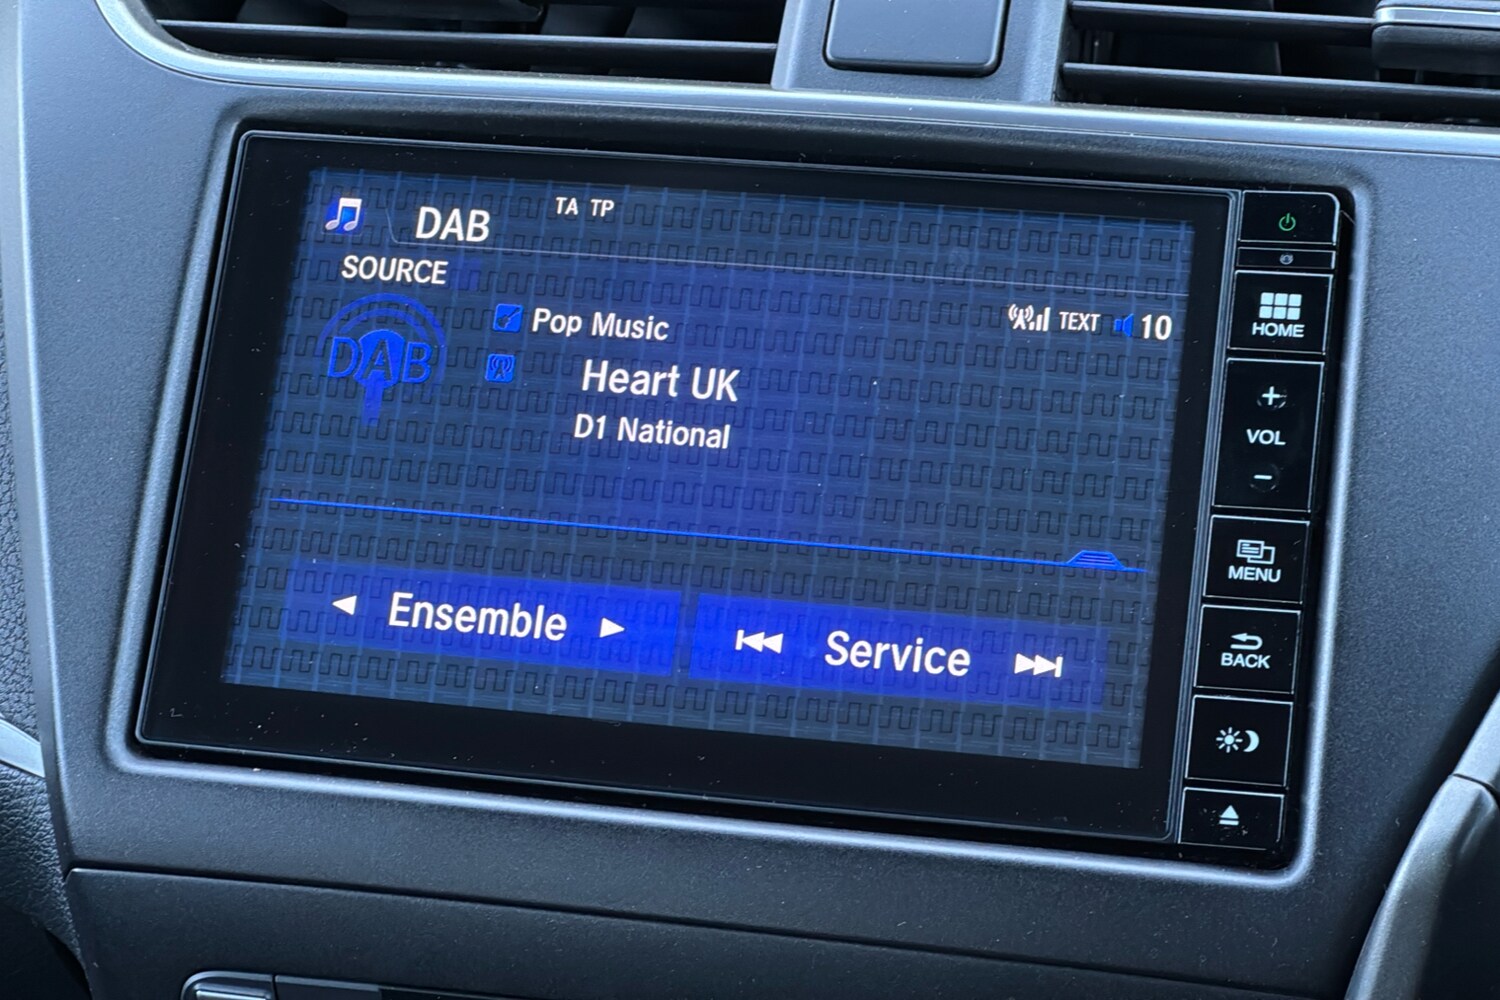 DAB
TA TP
SOURCE
DAB
Pop Music
TEXT 10
Heart UK
D1 National
Ensemble
Service
HOME
+
VOL
-
MENU
BACK